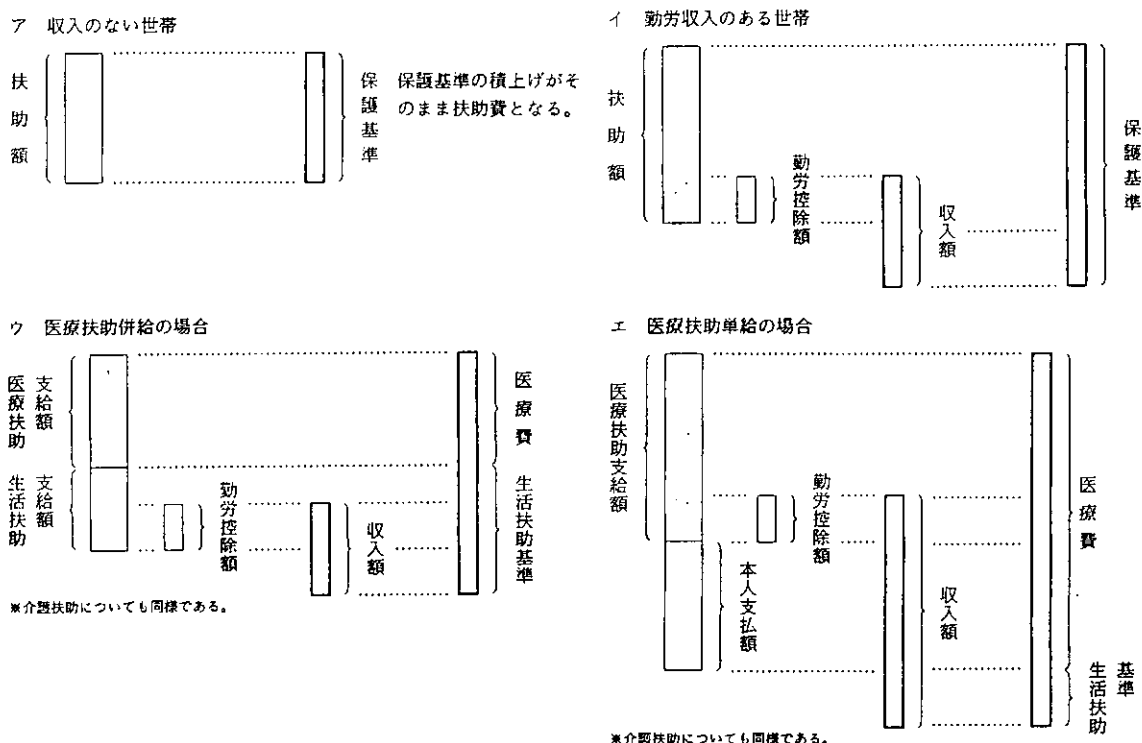 ア 収入のない世帯
扶助額
保護基準
保護基準の積上げがそ
のまま扶助費となる。
イ 勤労収入のある世帯
扶助額
勤労控除額
収入額
保護基準
ウ 医療扶助併給の場合
医療扶助
支給額
生活扶助
支給額
勤労控除額
収入額
医療費
生活扶助基準
※介護扶助についても同様である。
エ 医療扶助単給の場合
医療扶助支給額
本人支払額
勤労控除額
収入額
医療費
生活扶助
基準
※介護扶助についても同様である。